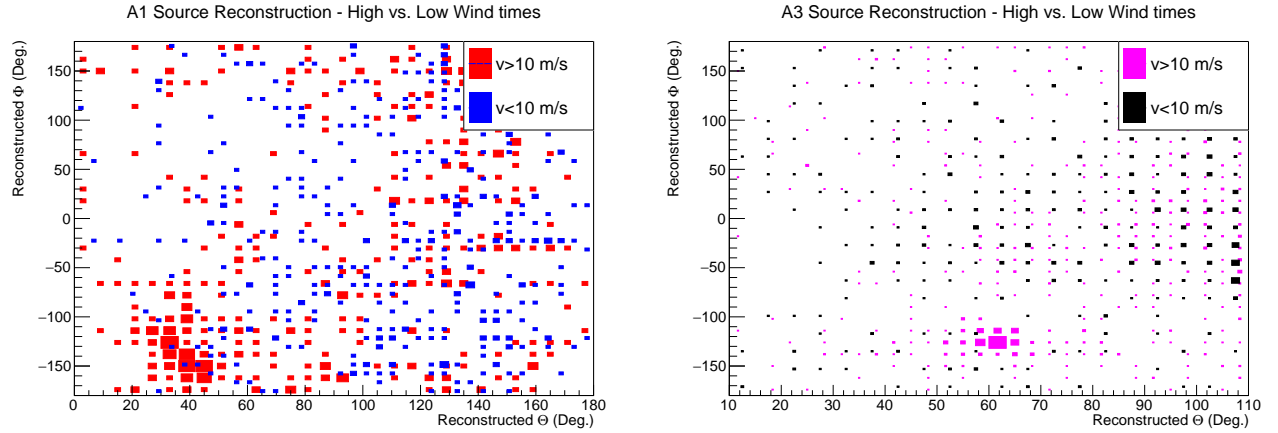 A1 Source Reconstruction - High vs. Low Wind times
Reconstructed Φ (Deg.)
150
100
50
0
−50
−100
−150
v>10 m/s
v<10 m/s
0 20 40 60 80 100 120 140 160 180
Reconstructed Θ (Deg.)
A3 Source Reconstruction - High vs. Low Wind times
Reconstructed Φ (Deg.)
150
100
50
0
−50
−100
−150
v>10 m/s
v<10 m/s
10 20 30 40 50 60 70 80 90 100 110
Reconstructed Θ (Deg.)